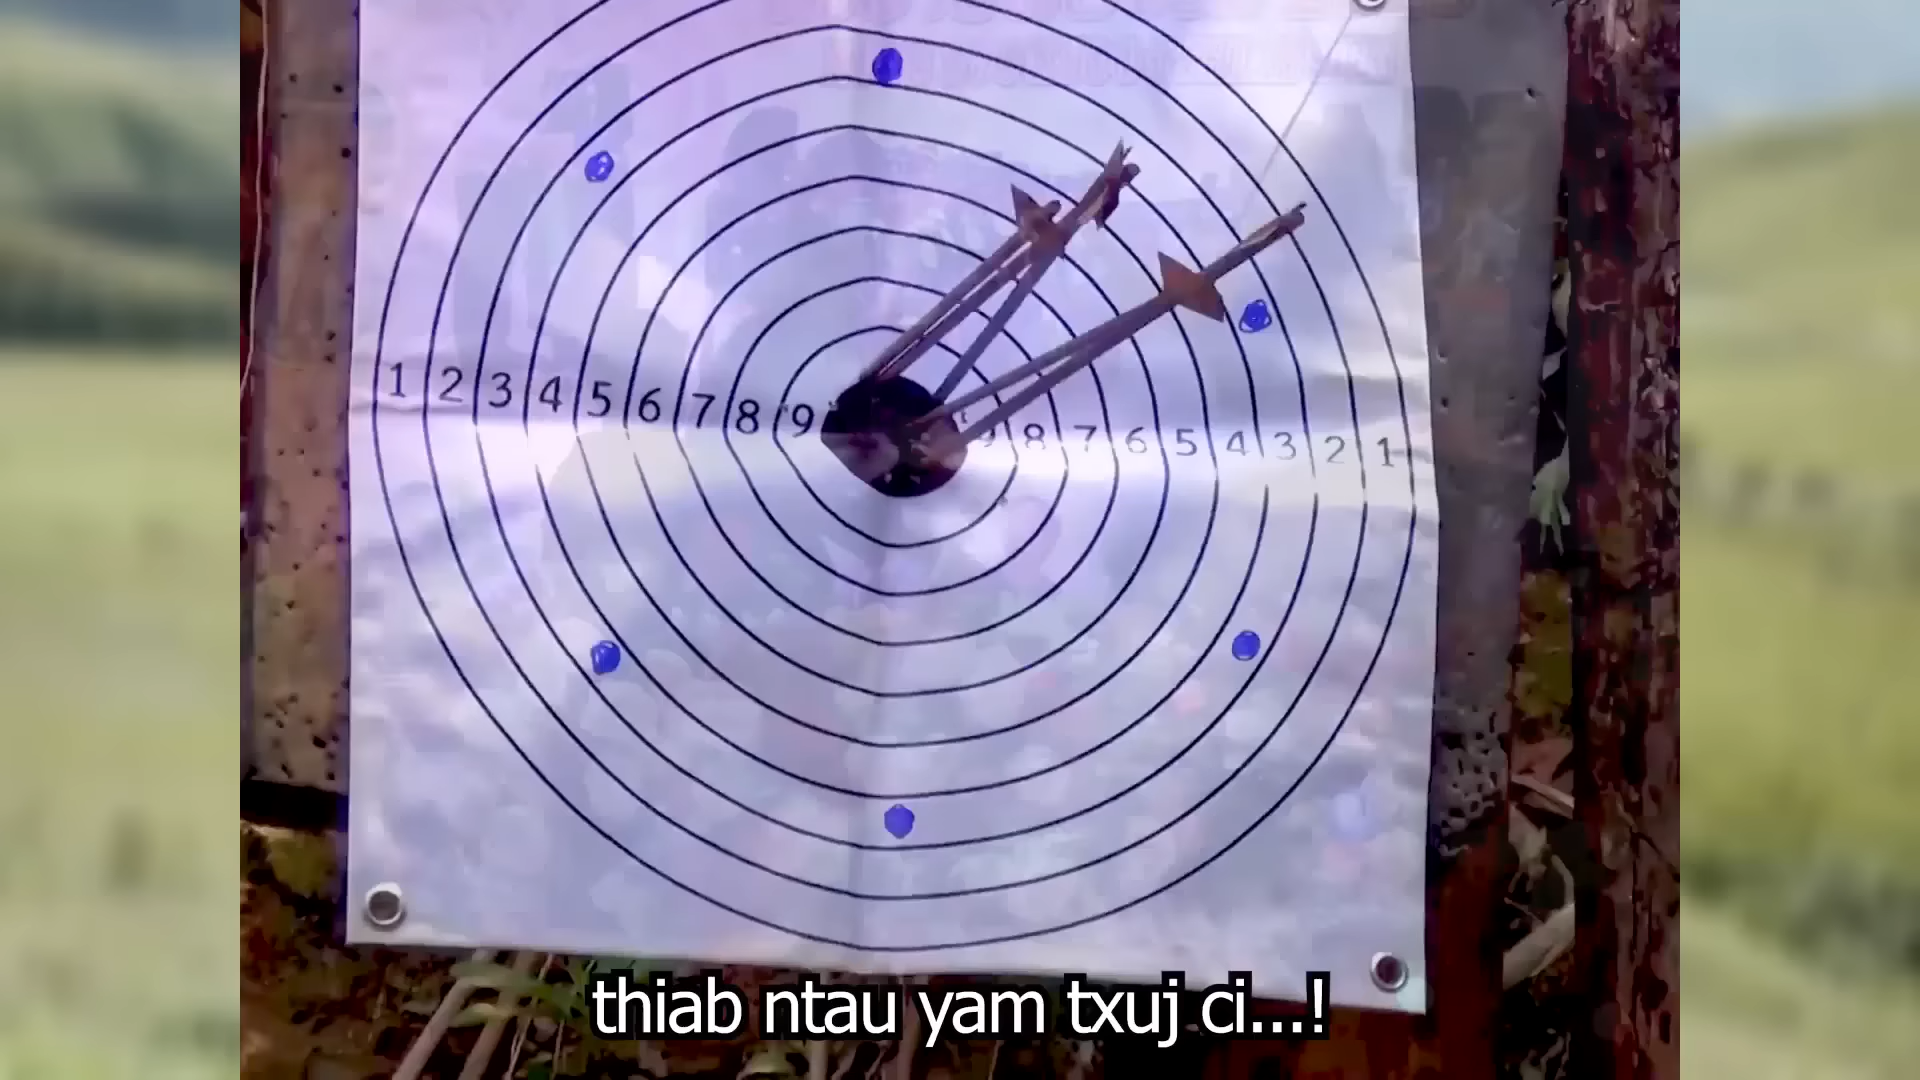 1 2 3 4 5 6 7 8 9 9 8 7 6 5 4 3 2 1
thiab ntau yam txuj ci...!